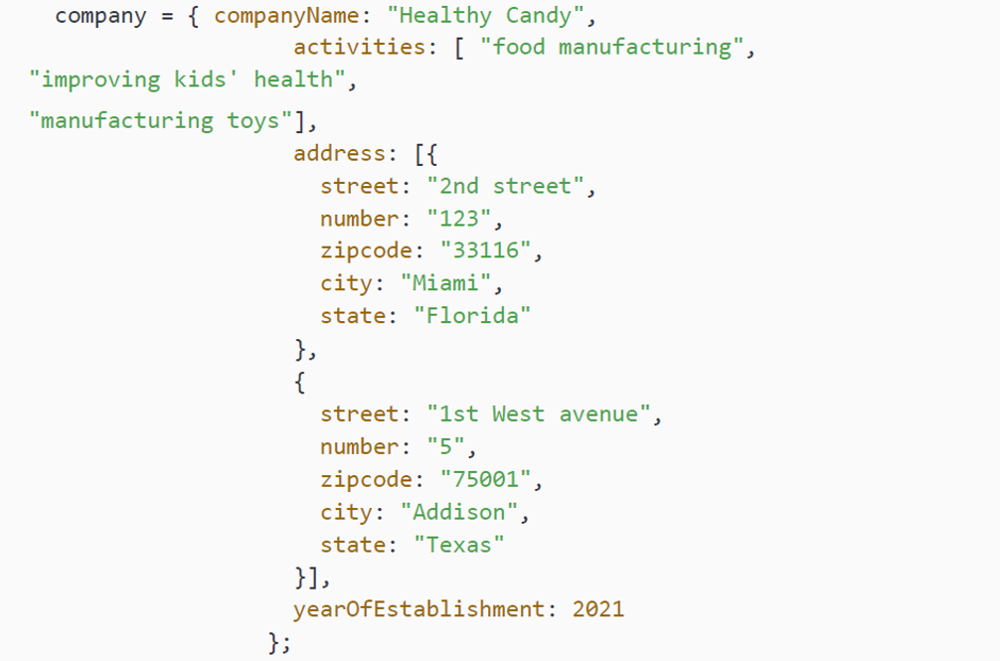 company = { companyName: "Healthy Candy",
activities: [ "food manufacturing",
"improving kids' health",
"manufacturing toys"],
address: [{
street: "2nd street",
number: "123",
zipcode: "33116",
city: "Miami",
state: "Florida"
},
{
street: "1st West avenue",
number: "5",
zipcode: "75001",
city: "Addison",
state: "Texas"
}],
yearOfEstablishment: 2021
};